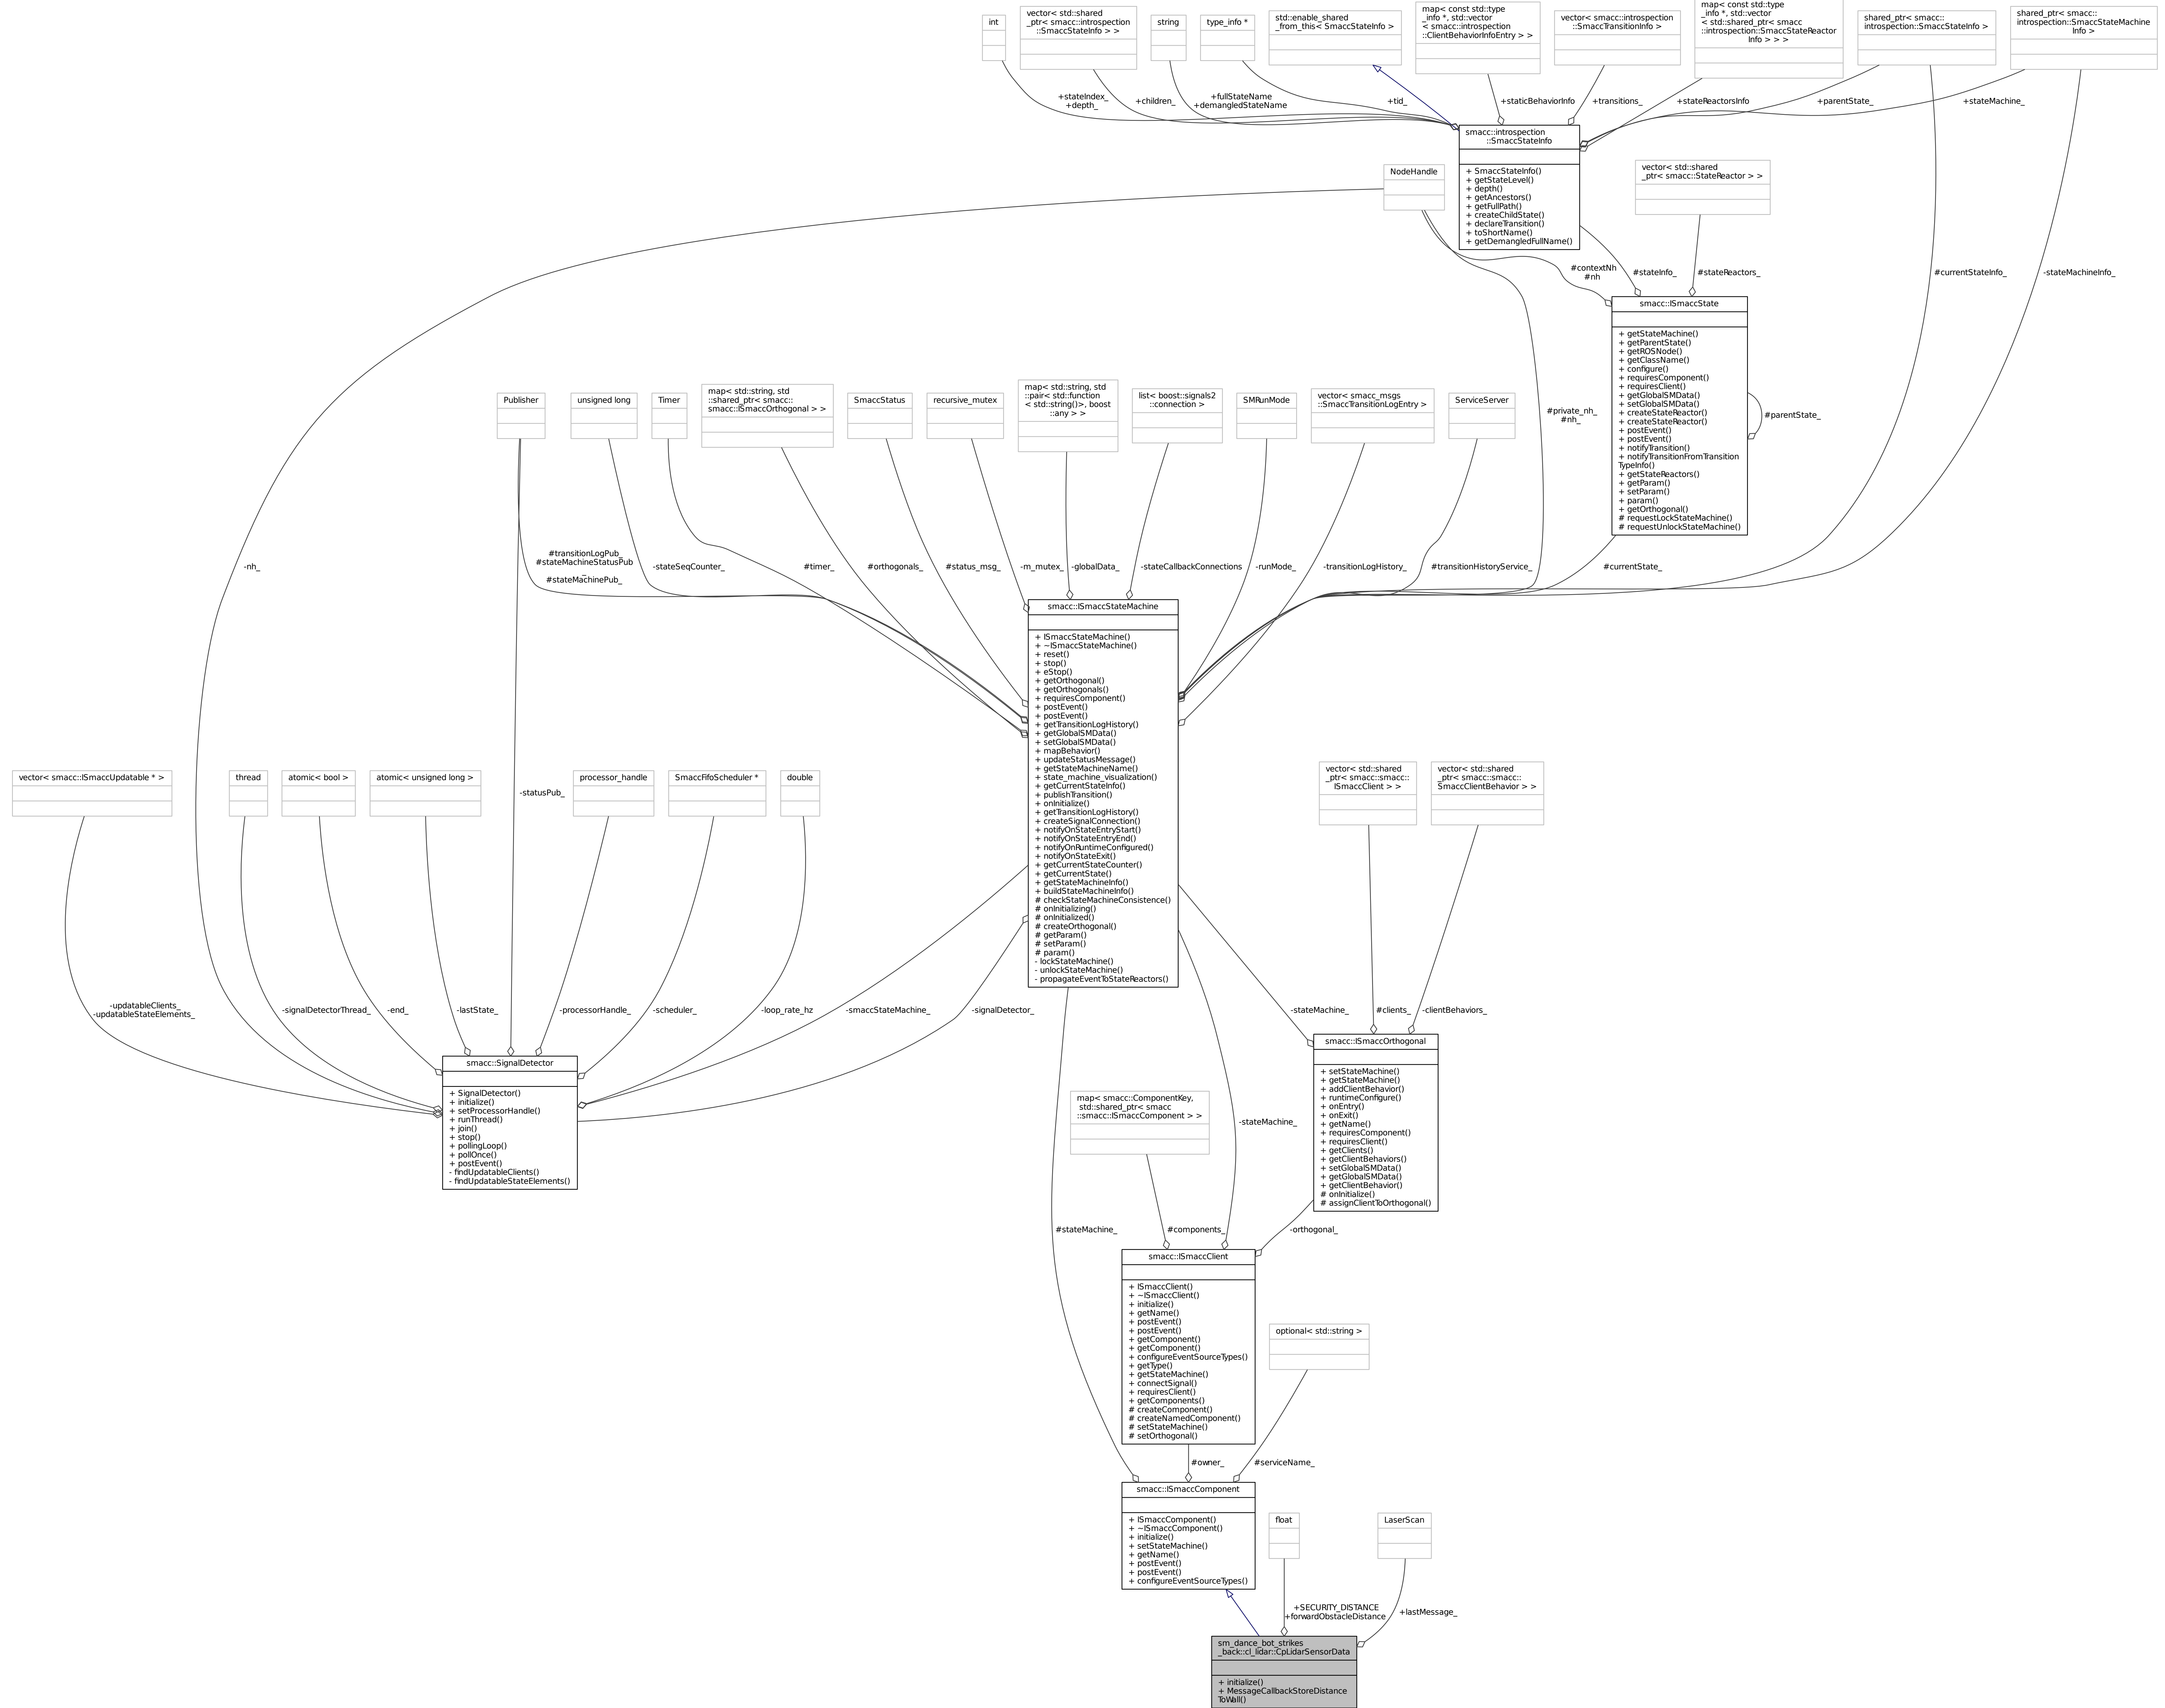 int
vector< std::shared
_ptr< smacc::introspection
::SmaccStateInfo > >
string
type_info *
std::enable_shared
_from_this< SmaccStateInfo >
map< const std::type
_info *, std::vector
< smacc::introspection
::ClientBehaviorInfoEntry > >
vector< smacc::introspection
::SmaccTransitionInfo >
map< const std::type
_info *, std::vector
< std::shared_ptr< smacc
::introspection::SmaccStateReactor
Info > > >
shared_ptr< smacc::
introspection::SmaccStateInfo >
shared_ptr< smacc::
introspection::SmaccStateMachine
Info >
+stateIndex_
+depth_
+children_
+fullStateName
+demangledStateName
+tid_
+staticBehaviorInfo
+transitions_
+stateReactorsInfo
+parentState_
+stateMachine_
smacc::introspection
::SmaccStateInfo
+ SmaccStateInfo()
+ getStateLevel()
+ depth()
+ getAncestors()
+ getFullPath()
+ createChildState()
+ declareTransition()
+ toShortName()
+ getDemangledFullName()
NodeHandle
vector< std::shared
_ptr< smacc::StateReactor > >
#contextNh
#nh
#stateInfo_
#stateReactors_
#currentStateInfo_
-stateMachineInfo_
smacc::ISmaccState
+ getStateMachine()
+ getParentState()
+ getROSNode()
+ getClassName()
+ configure()
+ requiresComponent()
+ requiresClient()
+ getGlobalSMData()
+ setGlobalSMData()
+ createStateReactor()
+ createStateReactor()
+ postEvent()
+ postEvent()
+ notifyTransition()
+ notifyTransitionFromTransition
TypeInfo()
+ getStateReactors()
+ getParam()
+ setParam()
+ param()
+ getOrthogonal()
# requestLockStateMachine()
# requestUnlockStateMachine()
#parentState_
Publisher
unsigned long
Timer
map< std::string, std
::shared_ptr< smacc::
smacc::ISmaccOrthogonal > >
SmaccStatus
recursive_mutex
map< std::string, std
::pair< std::function
< std::string()>, boost
::any > >
list< boost::signals2
::connection >
SMRunMode
vector< smacc_msgs
::SmaccTransitionLogEntry >
ServiceServer
#private_nh_
#nh_
-nh_
#transitionLogPub_
#stateMachineStatusPub
_
#stateMachinePub_
-stateSeqCounter_
#timer_
#orthogonals_
#status_msg_
-m_mutex_
-globalData_
-stateCallbackConnections
-runMode_
-transitionLogHistory_
#transitionHistoryService_
#currentState_
smacc::ISmaccStateMachine
+ ISmaccStateMachine()
+ ~ISmaccStateMachine()
+ reset()
+ stop()
+ eStop()
+ getOrthogonal()
+ getOrthogonals()
+ requiresComponent()
+ postEvent()
+ postEvent()
+ getTransitionLogHistory()
+ getGlobalSMData()
+ setGlobalSMData()
+ mapBehavior()
+ updateStatusMessage()
+ getStateMachineName()
+ state_machine_visualization()
+ getCurrentStateInfo()
+ publishTransition()
+ onInitialize()
+ getTransitionLogHistory()
+ createSignalConnection()
+ notifyOnStateEntryStart()
+ notifyOnStateEntryEnd()
+ notifyOnRuntimeConfigured()
+ notifyOnStateExit()
+ getCurrentStateCounter()
+ getCurrentState()
+ getStateMachineInfo()
+ buildStateMachineInfo()
# checkStateMachineConsistence()
# onInitializing()
# onInitialized()
# createOrthogonal()
# getParam()
# setParam()
# param()
- lockStateMachine()
- unlockStateMachine()
- propagateEventToStateReactors()
vector< smacc::ISmaccUpdatable * >
thread
atomic< bool >
atomic< unsigned long >
-statusPub_
processor_handle
SmaccFifoScheduler *
double
vector< std::shared
_ptr< smacc::smacc::
ISmaccClient > >
vector< std::shared
_ptr< smacc::smacc::
SmaccClientBehavior > >
-updatableClients_
-updatableStateElements_
-signalDetectorThread_
-end_
-lastState_
-processorHandle_
-scheduler_
-loop_rate_hz
-smaccStateMachine_
-signalDetector_
-stateMachine_
#clients_
-clientBehaviors_
smacc::SignalDetector
+ SignalDetector()
+ initialize()
+ setProcessorHandle()
+ runThread()
+ join()
+ stop()
+ pollingLoop()
+ pollOnce()
+ postEvent()
- findUpdatableClients()
- findUpdatableStateElements()
smacc::ISmaccOrthogonal
+ setStateMachine()
+ getStateMachine()
+ addClientBehavior()
+ runtimeConfigure()
+ onEntry()
+ onExit()
+ getName()
+ requiresComponent()
+ requiresClient()
+ getClients()
+ getClientBehaviors()
+ setGlobalSMData()
+ getGlobalSMData()
+ getClientBehavior()
# onInitialize()
# assignClientToOrthogonal()
map< smacc::ComponentKey,
std::shared_ptr< smacc
::smacc::ISmaccComponent > >
-stateMachine_
#stateMachine_
#components_
-orthogonal_
smacc::ISmaccClient
+ ISmaccClient()
+ ~ISmaccClient()
+ initialize()
+ getName()
+ postEvent()
+ postEvent()
+ getComponent()
+ getComponent()
+ configureEventSourceTypes()
+ getType()
+ getStateMachine()
+ connectSignal()
+ requiresClient()
+ getComponents()
# createComponent()
# createNamedComponent()
# setStateMachine()
# setOrthogonal()
optional< std::string >
#owner_
#serviceName_
smacc::ISmaccComponent
+ ISmaccComponent()
+ ~ISmaccComponent()
+ initialize()
+ setStateMachine()
+ getName()
+ postEvent()
+ postEvent()
+ configureEventSourceTypes()
float
LaserScan
+SECURITY_DISTANCE
+forwardObstacleDistance
+lastMessage_
sm_dance_bot_strikes
_back::cl_lidar::CpLidarSensorData
+ initialize()
+ MessageCallbackStoreDistance
ToWall()